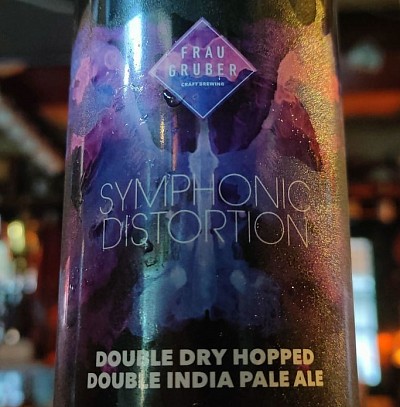 FRAU
GRUBER
CRAFT BREWING
SYMPHONIC
DISTORTION
DOUBLE DRY HOPPED
DOUBLE INDIA PALE ALE